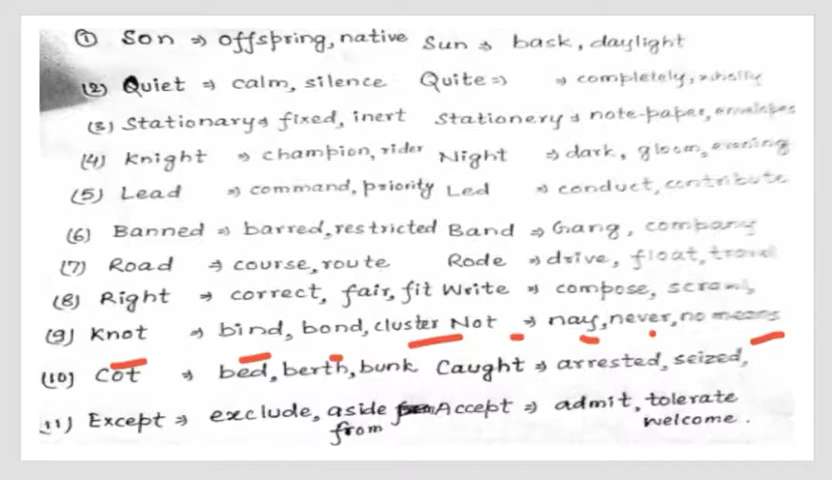 ① Son ⇒ offspring, native Sun ⇒ bask, daylight
(2) Quiet ⇒ calm, silence Quite ⇒ ⇒ completely, wholly
(3) Stationary ⇒ fixed, inert Stationery ⇒ note-paper, envelopes
(4) Knight ⇒ champion, rider Night ⇒ dark, gloom, evening
(5) Lead ⇒ command, priority Led ⇒ conduct, contribute
(6) Banned ⇒ barred, restricted Band ⇒ Gang, company
(7) Road ⇒ course, route Rode ⇒ drive, float, travel
(8) Right ⇒ correct, fair, fit Write ⇒ compose, scrawl,
(9) Knot ⇒ bind, bond, cluster Not ⇒ nay, never, no means
(10) Cot ⇒ bed, berth, bunk Caught ⇒ arrested, seized,
(11) Except ⇒ exclude, aside Accept ⇒ admit, tolerate
from welcome.